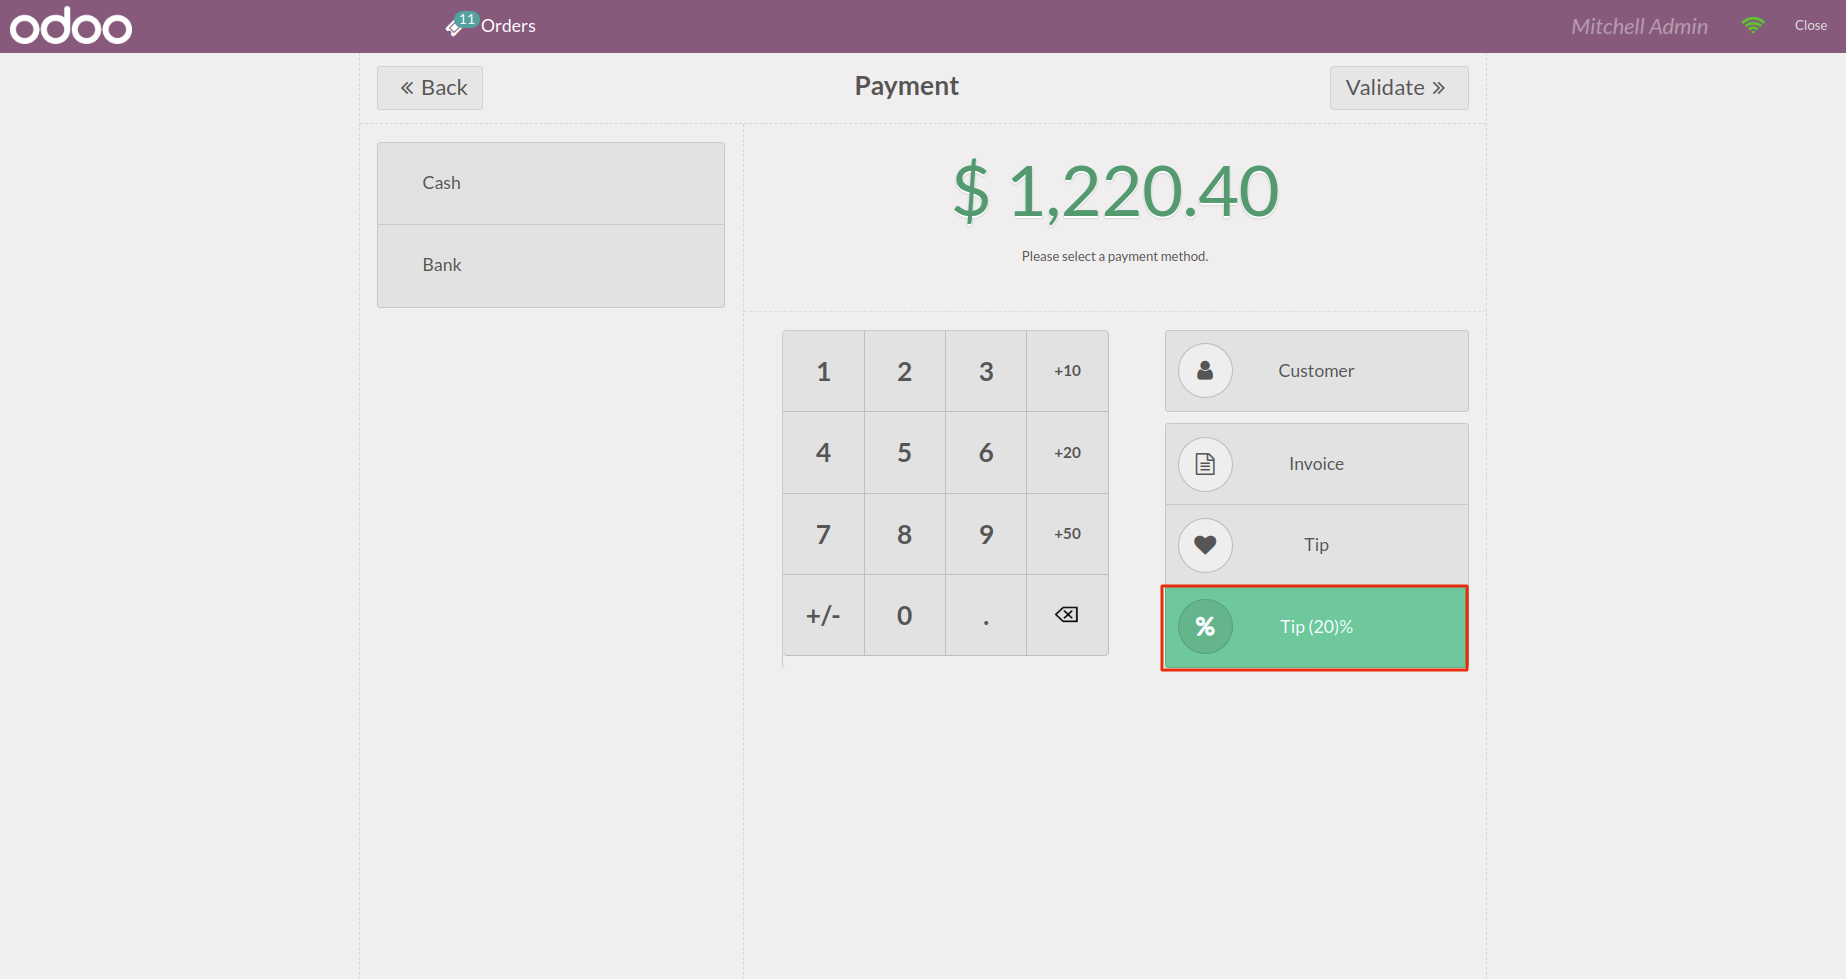 odoo
11
Orders
Mitchell Admin
Close
« Back
Payment
Validate »
Cash
Bank
$ 1,220.40
Please select a payment method.
1 2 3 +10
4 5 6 +20
7 8 9 +50
+/- 0 .
Customer
Invoice
Tip
% Tip (20)%